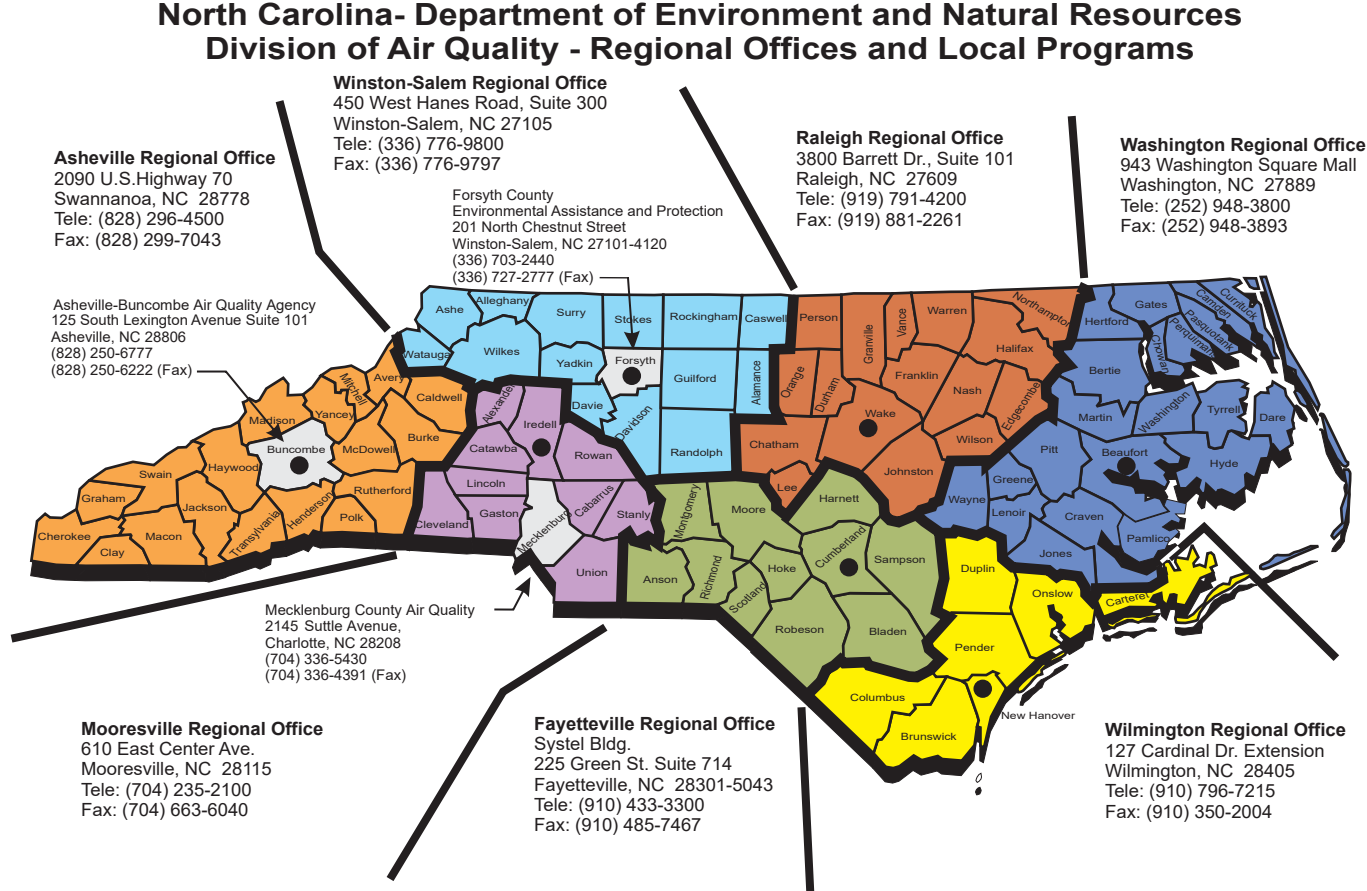 North Carolina- Department of Environment and Natural Resources
Division of Air Quality - Regional Offices and Local Programs
Winston-Salem Regional Office
450 West Hanes Road, Suite 300
Winston-Salem, NC 27105
Tele: (336) 776-9800
Fax: (336) 776-9797
Raleigh Regional Office
3800 Barrett Dr., Suite 101
Raleigh, NC 27609
Tele: (919) 791-4200
Fax: (919) 881-2261
Washington Regional Office
943 Washington Square Mall
Washington, NC 27889
Tele: (252) 948-3800
Fax: (252) 948-3893
Asheville Regional Office
2090 U.S.Highway 70
Swannanoa, NC 28778
Tele: (828) 296-4500
Fax: (828) 299-7043
Forsyth County
Environmental Assistance and Protection
201 North Chestnut Street
Winston-Salem, NC 27101-4120
(336) 703-2440
(336) 727-2777 (Fax)
Asheville-Buncombe Air Quality Agency
125 South Lexington Avenue Suite 101
Asheville, NC 28806
(828) 250-6777
(828) 250-6222 (Fax)
Ashe
Alleghany
Surry
Stokes
Rockingham
Caswell
Watauga
Wilkes
Yadkin
Forsyth
Guilford
Alamance
Davie
Davidson
Randolph
Person
Granville
Vance
Warren
Northampton
Halifax
Orange
Durham
Franklin
Nash
Edgecombe
Wake
Wilson
Chatham
Lee
Johnston
Hertford
Gates
Currituck
Camden
Pasquotank
Perquimans
Chowan
Bertie
Martin
Washington
Tyrrell
Dare
Pitt
Beaufort
Hyde
Greene
Wayne
Lenoir
Craven
Pamlico
Jones
Avery
Mitchell
Caldwell
Madison
Yancey
Burke
McDowell
Buncombe
Haywood
Swain
Graham
Jackson
Rutherford
Henderson
Polk
Transylvania
Cherokee
Macon
Clay
Alexander
Iredell
Catawba
Rowan
Lincoln
Gaston
Cleveland
Mecklenburg
Cabarrus
Stanly
Union
Montgomery
Moore
Harnett
Cumberland
Sampson
Hoke
Anson
Richmond
Scotland
Robeson
Bladen
Duplin
Onslow
Carteret
Pender
Columbus
Brunswick
New Hanover
Mecklenburg County Air Quality
2145 Suttle Avenue,
Charlotte, NC 28208
(704) 336-5430
(704) 336-4391 (Fax)
Mooresville Regional Office
610 East Center Ave.
Mooresville, NC 28115
Tele: (704) 235-2100
Fax: (704) 663-6040
Fayetteville Regional Office
Systel Bldg.
225 Green St. Suite 714
Fayetteville, NC 28301-5043
Tele: (910) 433-3300
Fax: (910) 485-7467
Wilmington Regional Office
127 Cardinal Dr. Extension
Wilmington, NC 28405
Tele: (910) 796-7215
Fax: (910) 350-2004